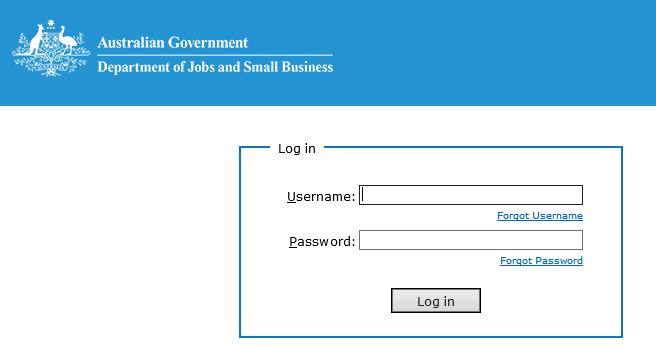 Australian Government
Department of Jobs and Small Business
Log in
Username:
Forgot Username
Password:
Forgot Password
Log in